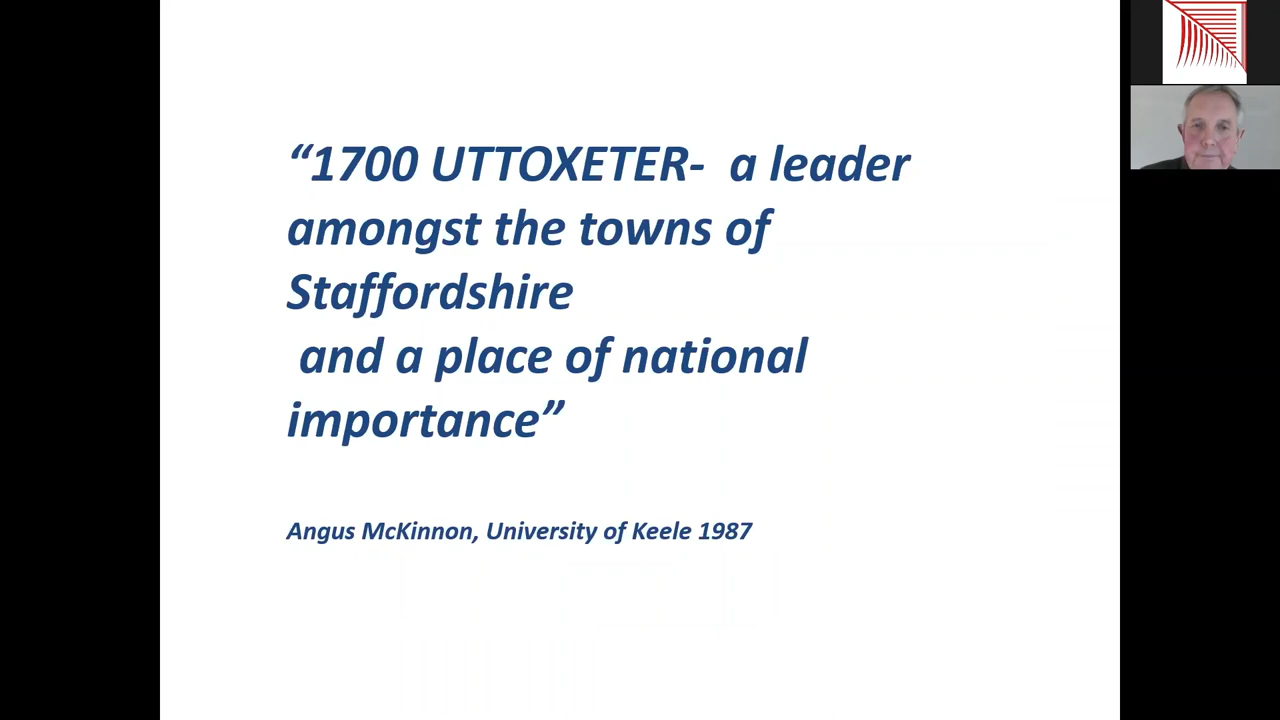 “1700 UTTOXETER-  a leader
amongst the towns of
Staffordshire
and a place of national
importance”
Angus McKinnon, University of Keele 1987